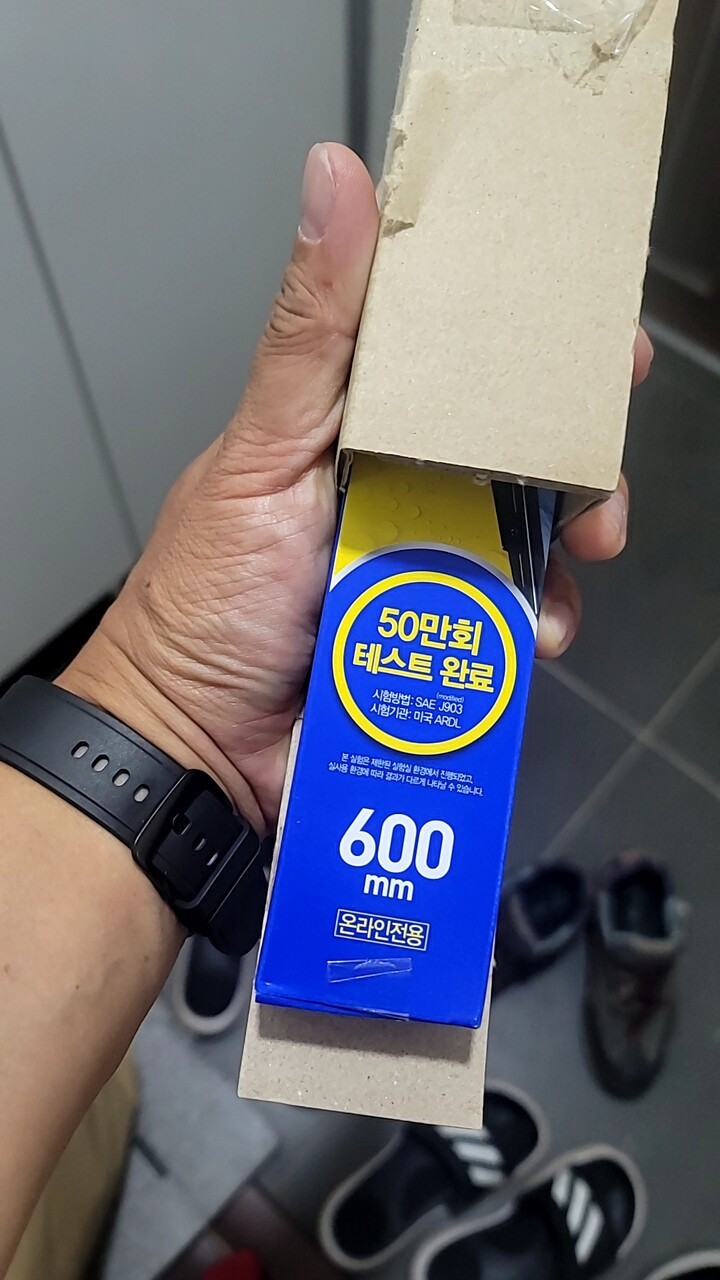 50만회
테스트 완료
(modified)
시험방법: SAE J903
시험기관: 미국 ARDL
본 실험은 제한된 실험실 환경에서 진행되었고,
실사용 환경에 따라 결과가 다르게 나타날 수 있습니다.
600
mm
온라인전용